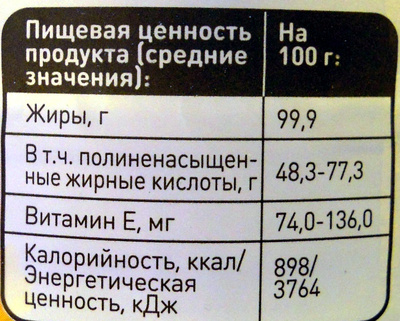 Пищевая ценность На
продукта (средние 100 г:
значения):
Жиры, г 99,9
В т.ч. полиненасыщен-
ные жирные кислоты, г 48,3-77,3
Витамин Е, мг 74,0-136,0
Калорийность, ккал/ 898/
Энергетическая 3764
ценность, кДж